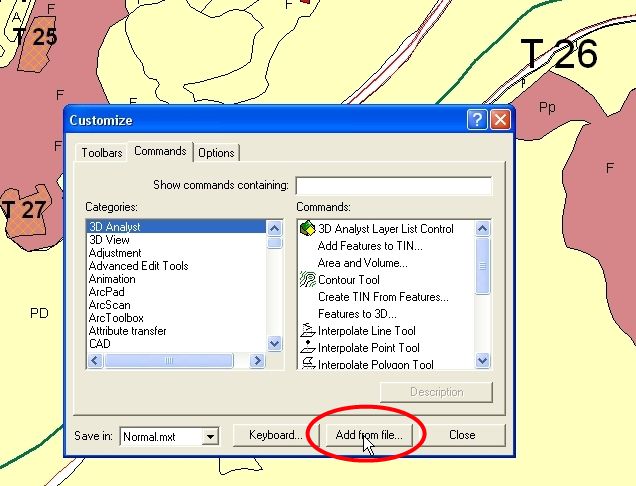 A
F
F
T 25
T 26
F
Customize
Toolbars Commands Options
Show commands containing:
Categories:
3D Analyst
3D View
Adjustment
Advanced Edit Tools
Animation
ArcPad
ArcScan
ArcToolbox
Attribute transfer
CAD
Commands:
3D Analyst Layer List Control
Add Features to TIN...
Area and Volume...
Contour Tool
Create TIN From Features...
Features to 3D...
Interpolate Line Tool
Interpolate Point Tool
Interpolate Polygon Tool
Description
Save in: Normal.mxt Keyboard... Add from file... Close
Pp
F
F
T 27
PD